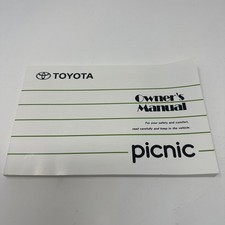 TOYOTA
Owner's
Manual
For your safety and comfort,
read carefully and keep in the vehicle.
picnic